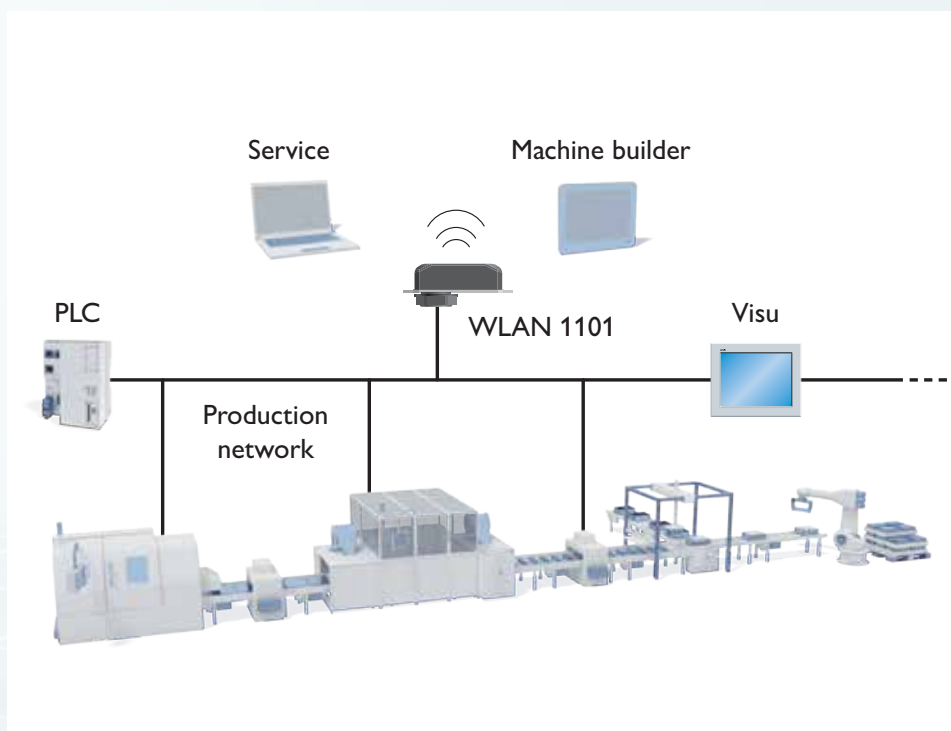 Service
Machine builder
PLC
WLAN 1101
Visu
Production
network